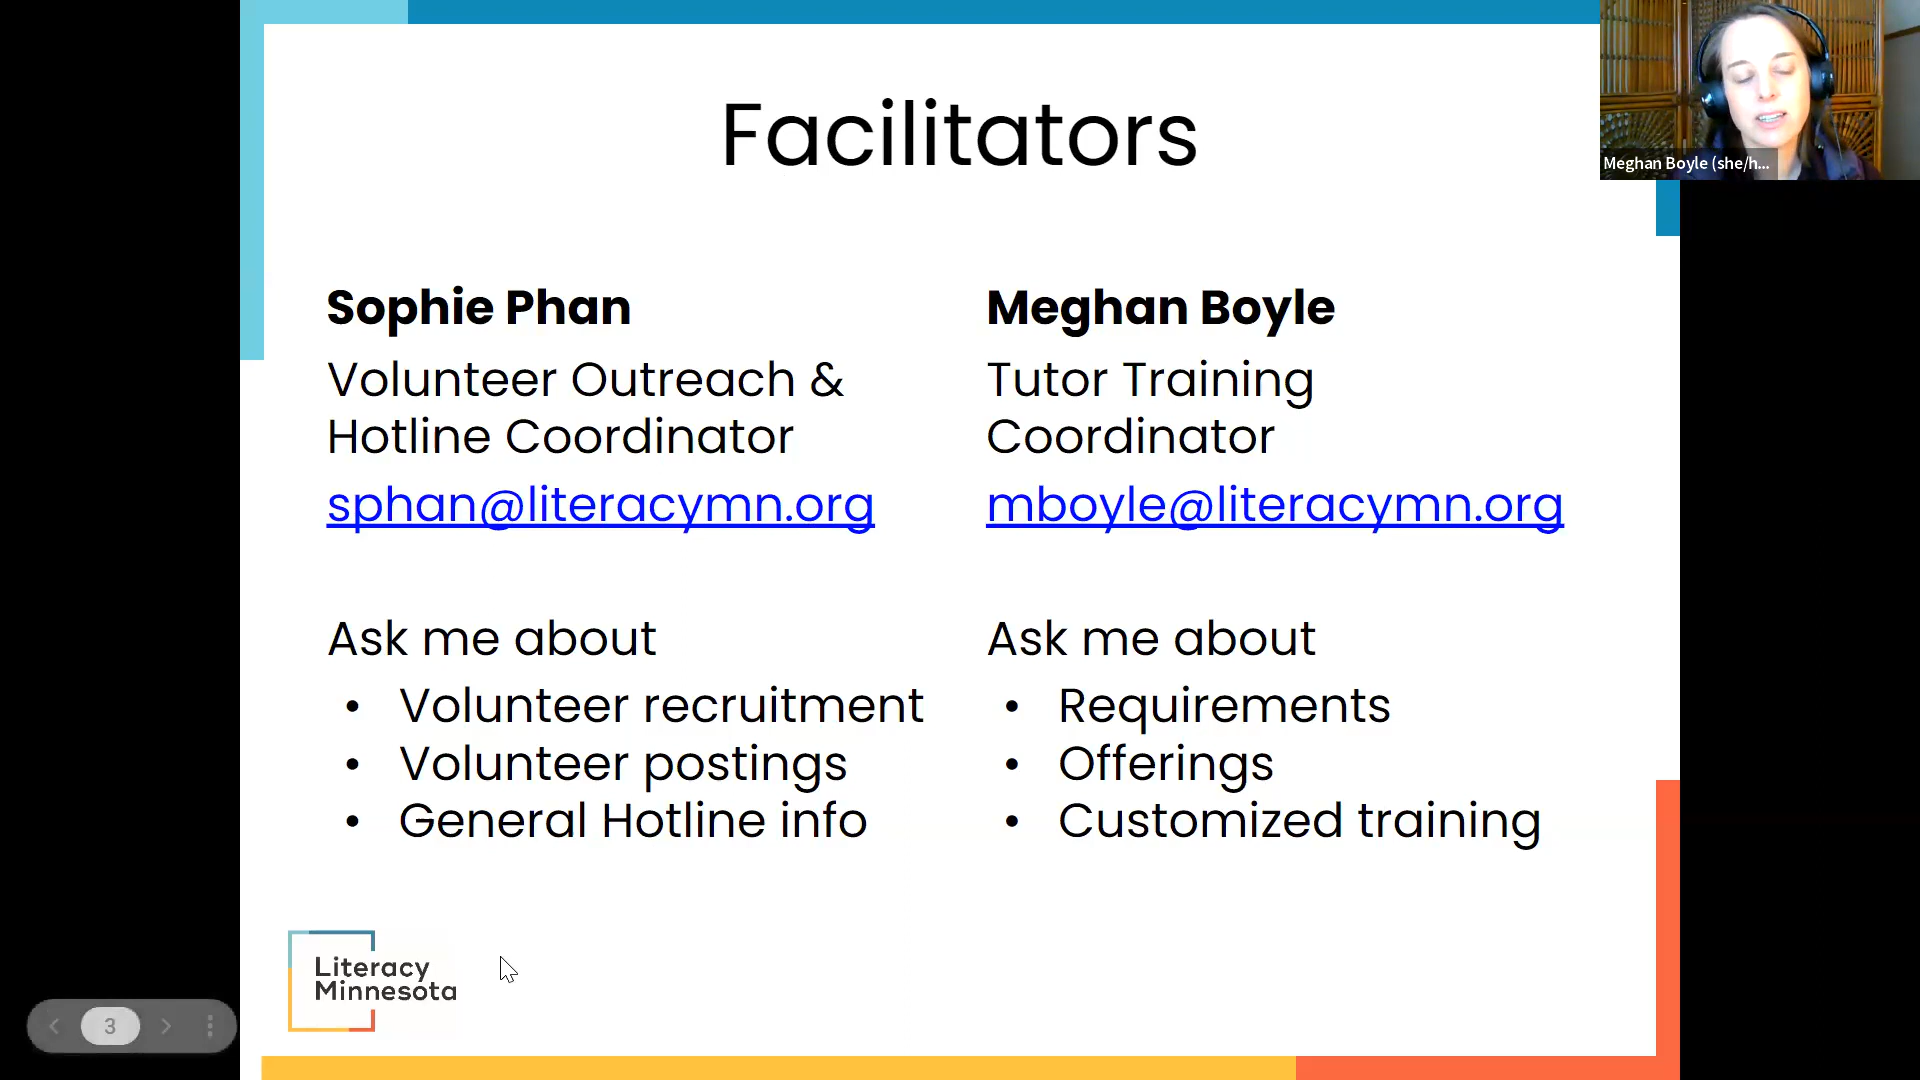 Facilitators
Meghan Boyle (she/h...
Sophie Phan
Volunteer Outreach &
Hotline Coordinator
sphan@literacymn.org
Ask me about
• Volunteer recruitment
• Volunteer postings
• General Hotline info
Meghan Boyle
Tutor Training
Coordinator
mboyle@literacymn.org
Ask me about
• Requirements
• Offerings
• Customized training
Literacy
Minnesota
3